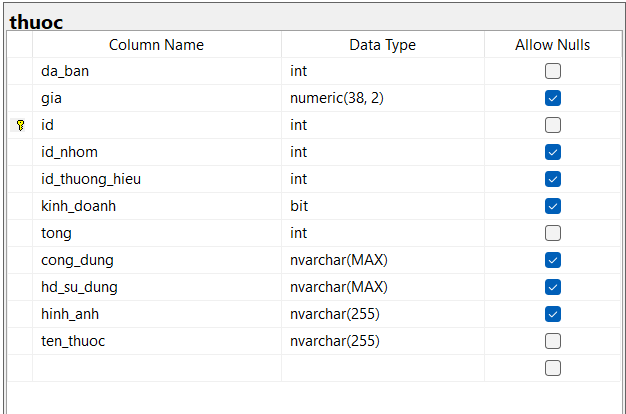 thuoc
Column Name Data Type Allow Nulls
da_ban int
gia numeric(38, 2)
id int
id_nhom int
id_thuong_hieu int
kinh_doanh bit
tong int
cong_dung nvarchar(MAX)
hd_su_dung nvarchar(MAX)
hinh_anh nvarchar(255)
ten_thuoc nvarchar(255)